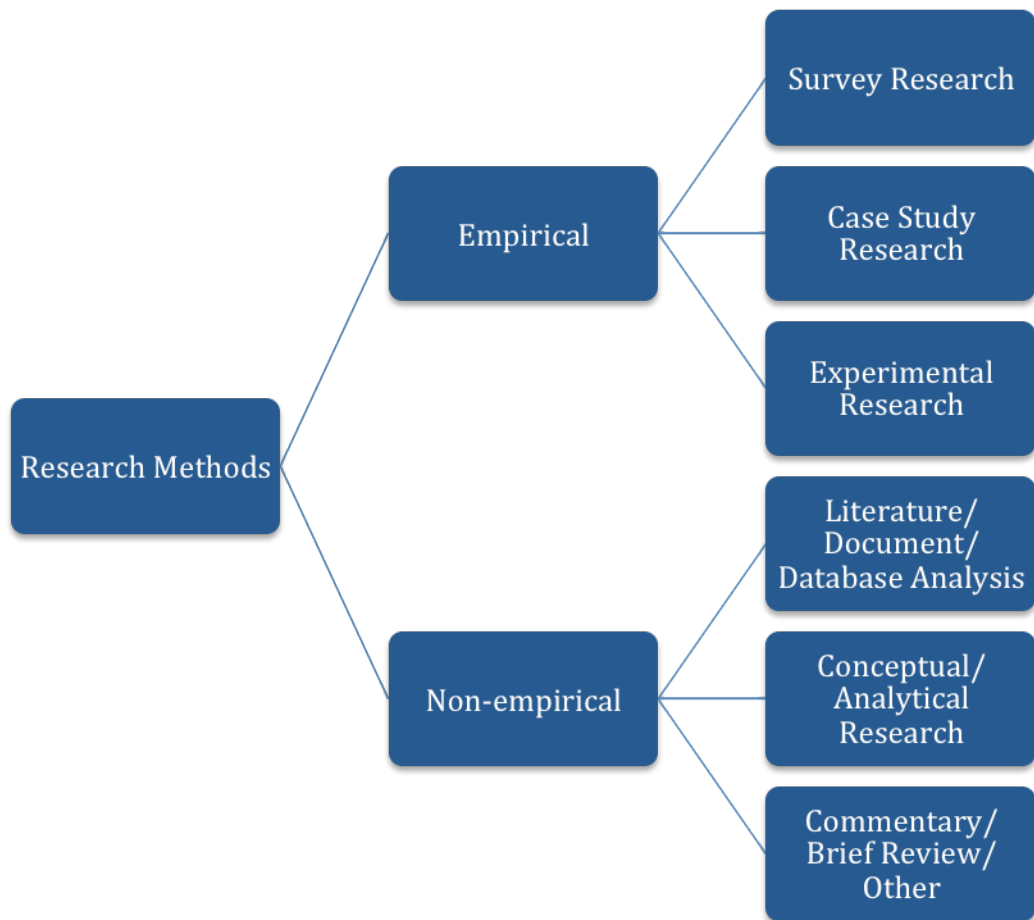 Research Methods
Empirical
Survey Research
Case Study
Research
Experimental
Research
Non-empirical
Literature/
Document/
Database Analysis
Conceptual/
Analytical
Research
Commentary/
Brief Review/
Other